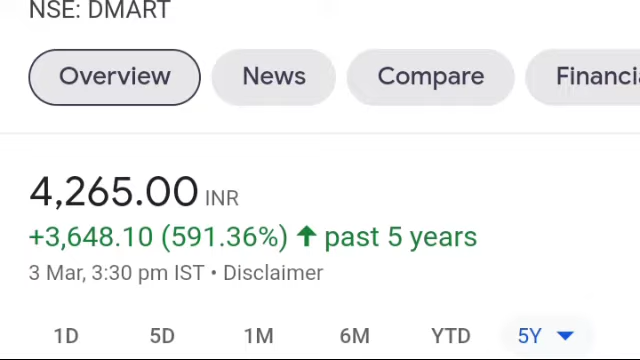 NSE: DMART
Overview News Compare Financia
4,265.00 INR
+3,648.10 (591.36%) ↑ past 5 years
3 Mar, 3:30 pm IST • Disclaimer
1D 5D 1M 6M YTD 5Y